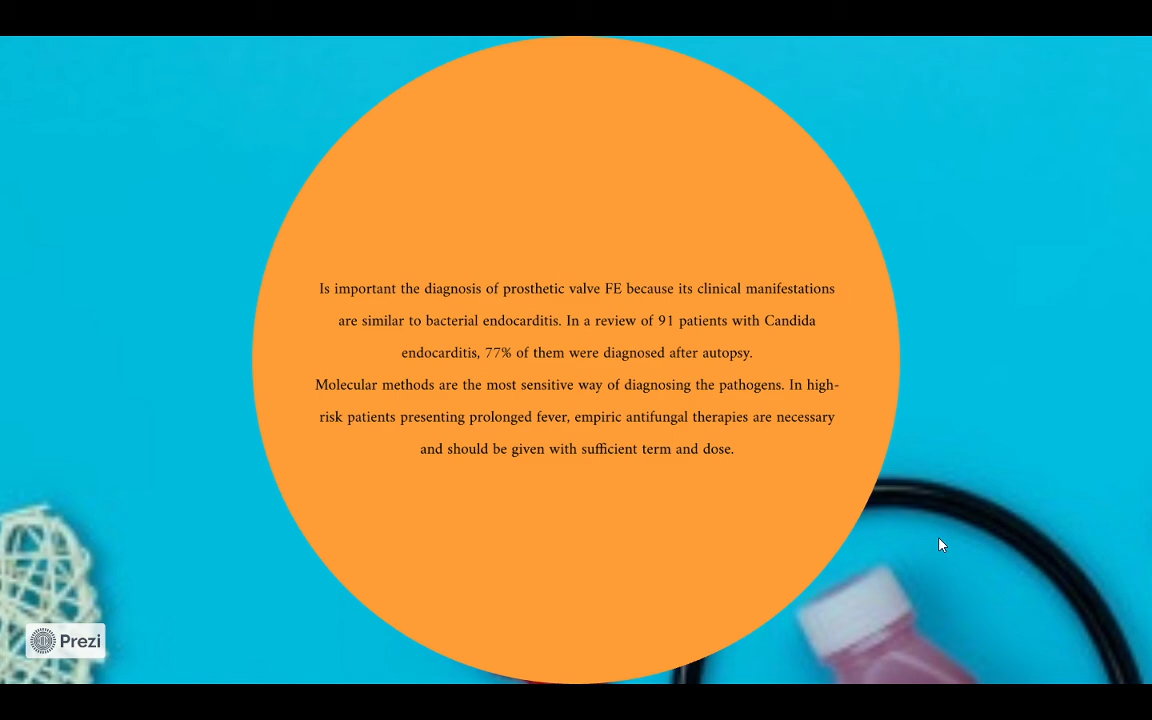 Is important the diagnosis of prosthetic valve FE because its clinical manifestations
are similar to bacterial endocarditis. In a review of 91 patients with Candida
endocarditis, 77% of them were diagnosed after autopsy.
Molecular methods are the most sensitive way of diagnosing the pathogens. In high-
risk patients presenting prolonged fever, empiric antifungal therapies are necessary
and should be given with sufficient term and dose.
Prezi